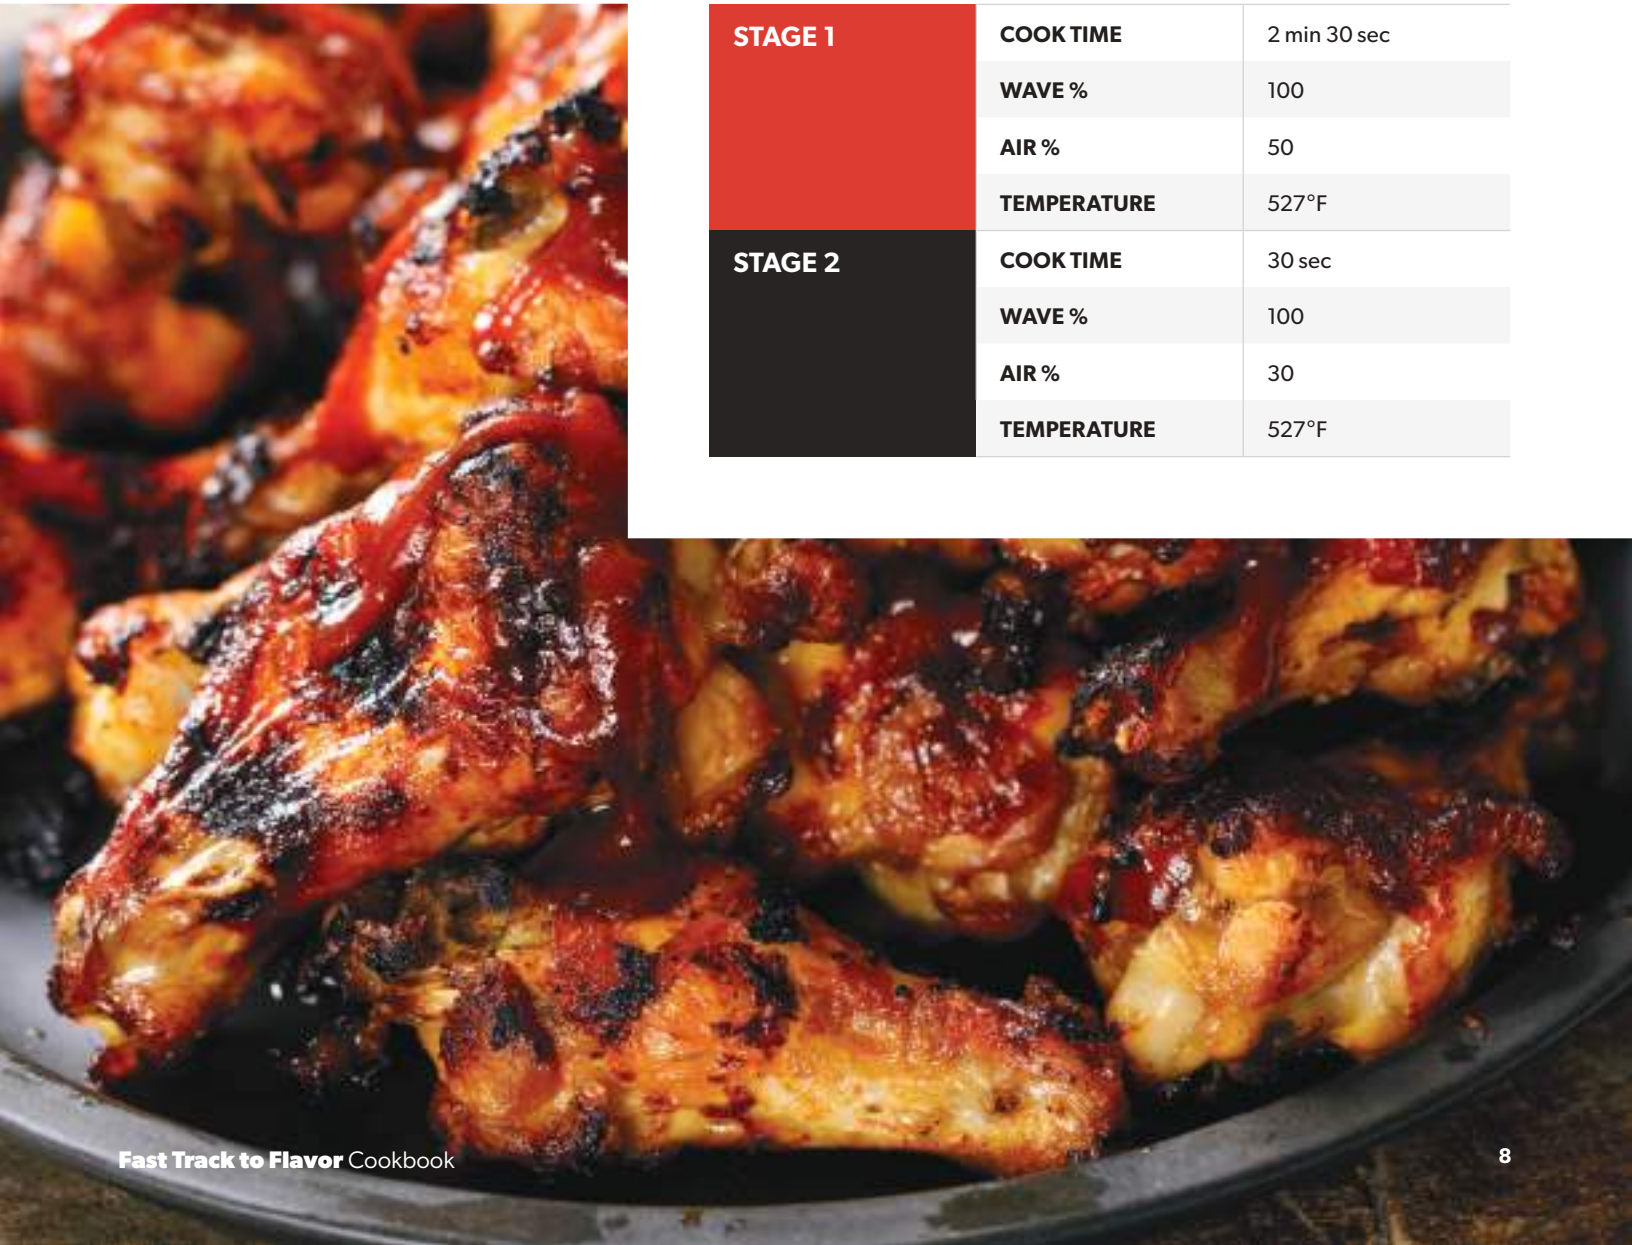 STAGE 1 COOK TIME 2 min 30 sec
WAVE % 100
AIR % 50
TEMPERATURE 527°F
STAGE 2 COOK TIME 30 sec
WAVE % 100
AIR % 30
TEMPERATURE 527°F
Fast Track to Flavor Cookbook 8